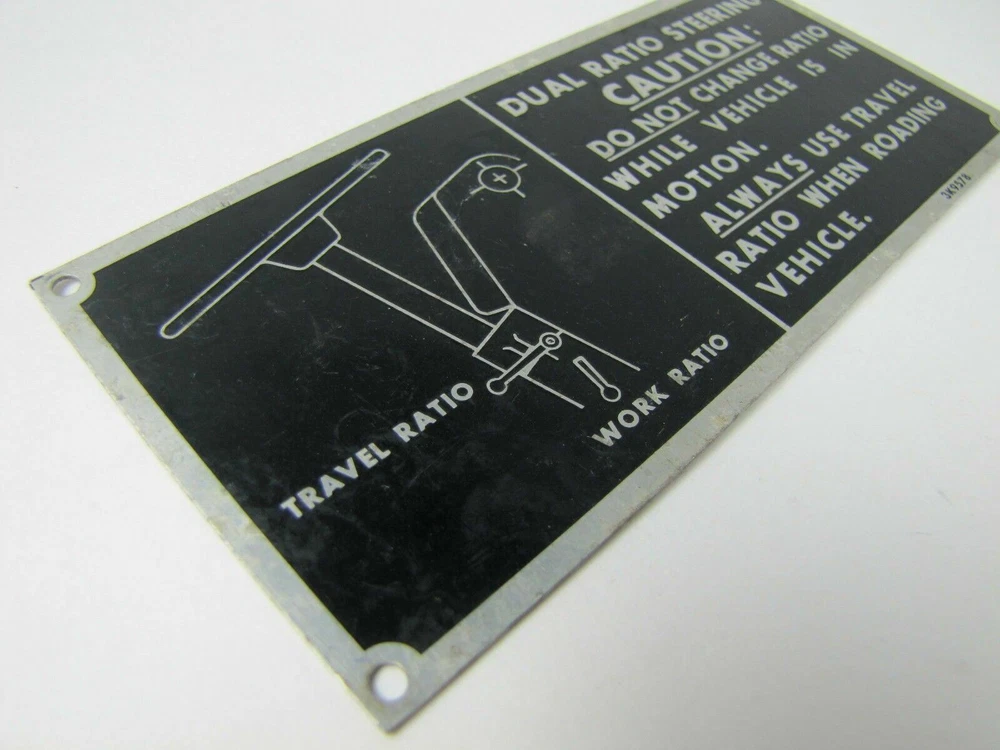 DUAL RATIO STEERING
CAUTION:
DO NOT CHANGE RATIO
WHILE VEHICLE IS IN
MOTION.
ALWAYS USE TRAVEL
RATIO WHEN ROADING
VEHICLE.
3K9578
TRAVEL RATIO
WORK RATIO